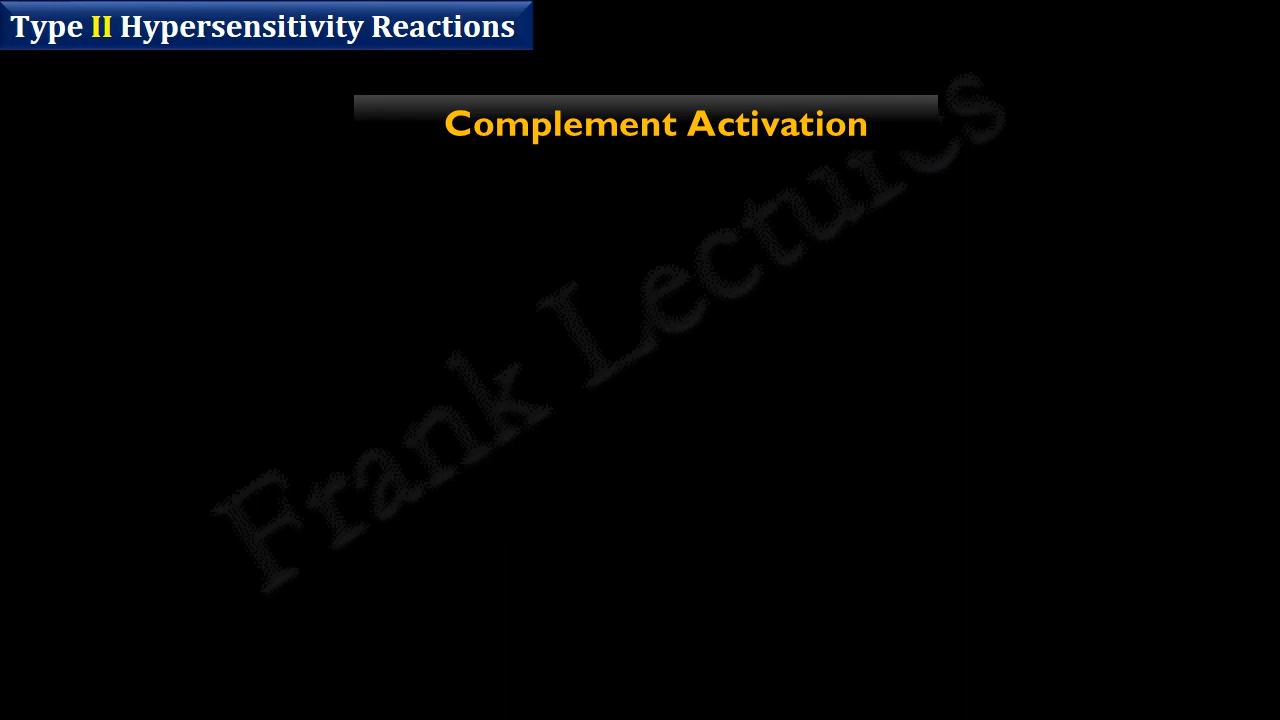 Type II Hypersensitivity Reactions
Complement Activation
Frank Lectures